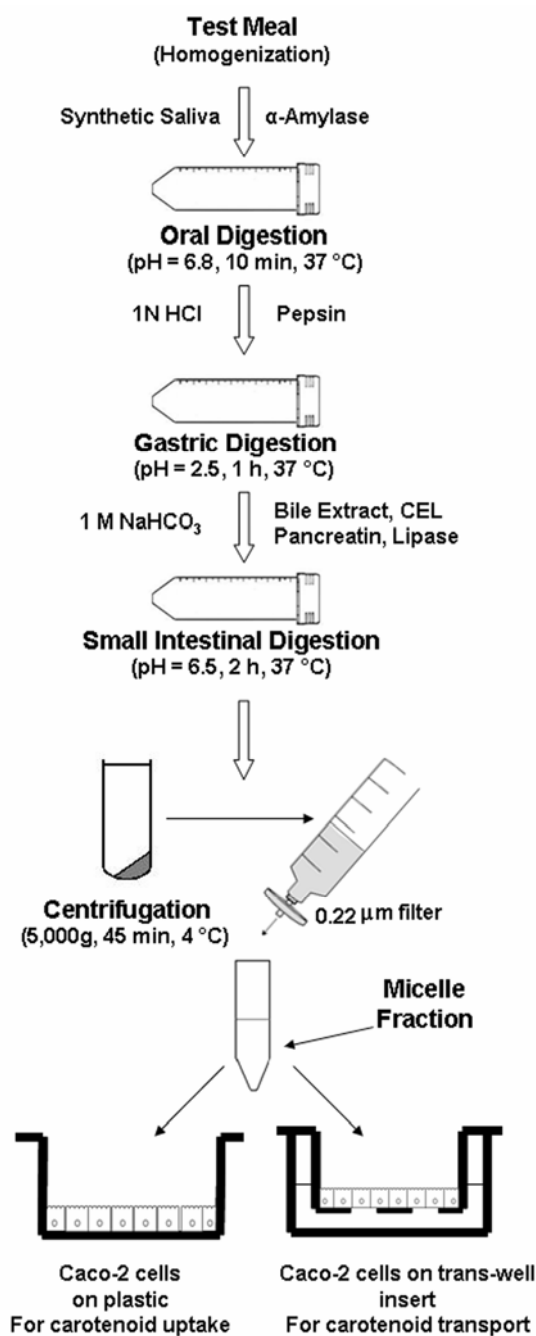 Test Meal
(Homogenization)
Synthetic Saliva α-Amylase
Oral Digestion
(pH = 6.8, 10 min, 37 °C)
1N HCl Pepsin
Gastric Digestion
(pH = 2.5, 1 h, 37 °C)
1 M NaHCO₃
Bile Extract, CEL
Pancreatin, Lipase
Small Intestinal Digestion
(pH = 6.5, 2 h, 37 °C)
Centrifugation
(5,000g, 45 min, 4 °C)
0.22 μm filter
Micelle
Fraction
Caco-2 cells
on plastic
For carotenoid uptake
Caco-2 cells on trans-well
insert
For carotenoid transport